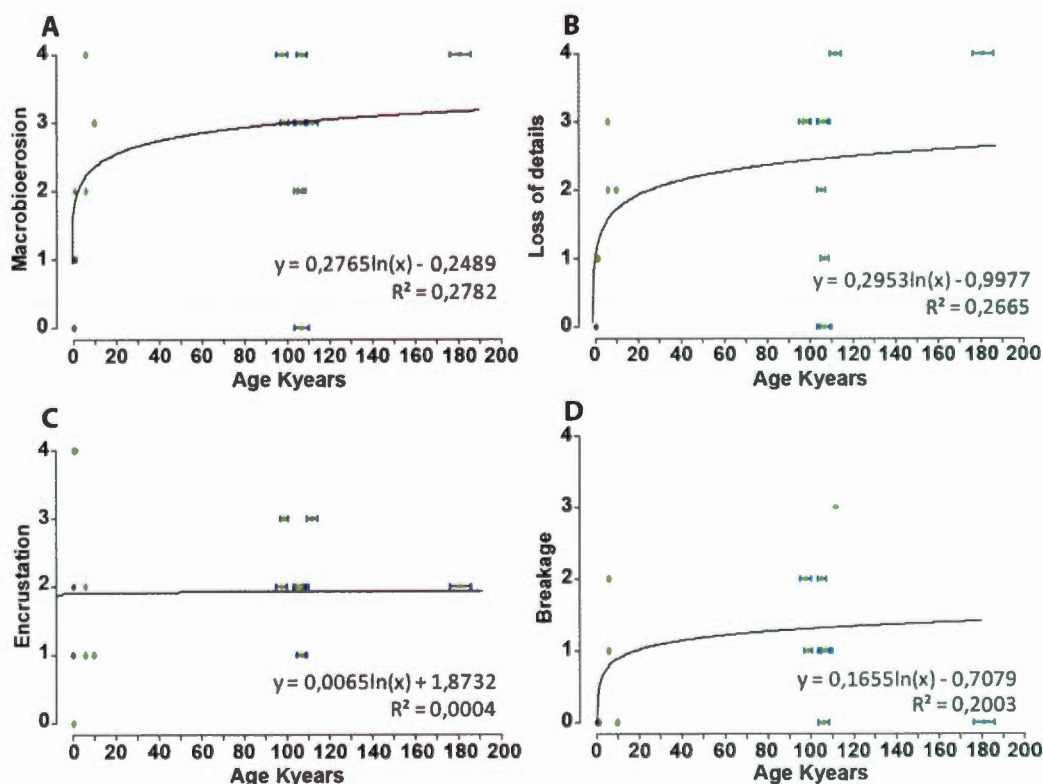 A
Macrobioerosion
4
3
2
1
0
y = 0,2765ln(x) - 0,2489
R² = 0,2782
0 20 40 60 80 100 120 140 160 180 200
Age Kyears
B
Loss of details
4
3
2
1
0
y = 0,2953ln(x) - 0,9977
R² = 0,2665
0 20 40 60 80 100 120 140 160 180 200
Age Kyears
C
Encrustation
4
3
2
1
0
y = 0,0065ln(x) + 1,8732
R² = 0,0004
0 20 40 60 80 100 120 140 160 180 200
Age Kyears
D
Breakage
4
3
2
1
0
y = 0,1655ln(x) - 0,7079
R² = 0,2003
0 20 40 60 80 100 120 140 160 180 200
Age Kyears